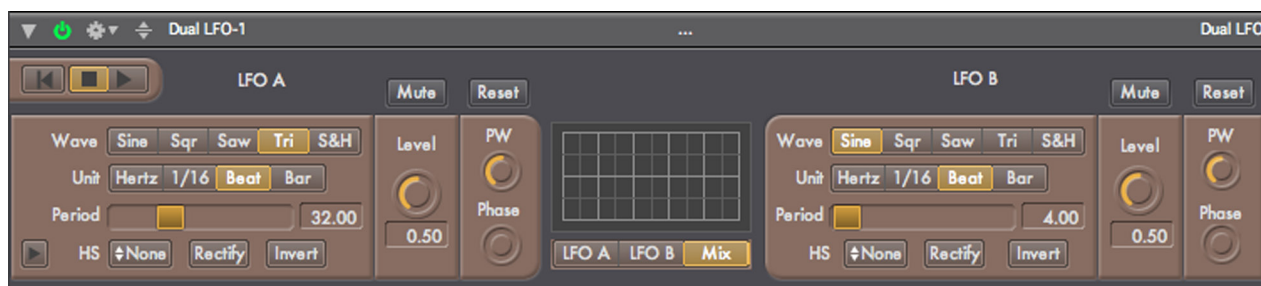 Dual LFO-1 ... Dual LFO
LFO A Mute Reset LFO B Mute Reset
Wave Sine Sqr Saw Tri S&H Level PW Wave Sine Sqr Saw Tri S&H Level PW
Unit Hertz 1/16 Beat Bar Unit Hertz 1/16 Beat Bar
Period 32.00 Phase Period 4.00 Phase
0.50 0.50
HS None Rectify Invert LFO A LFO B Mix HS None Rectify Invert